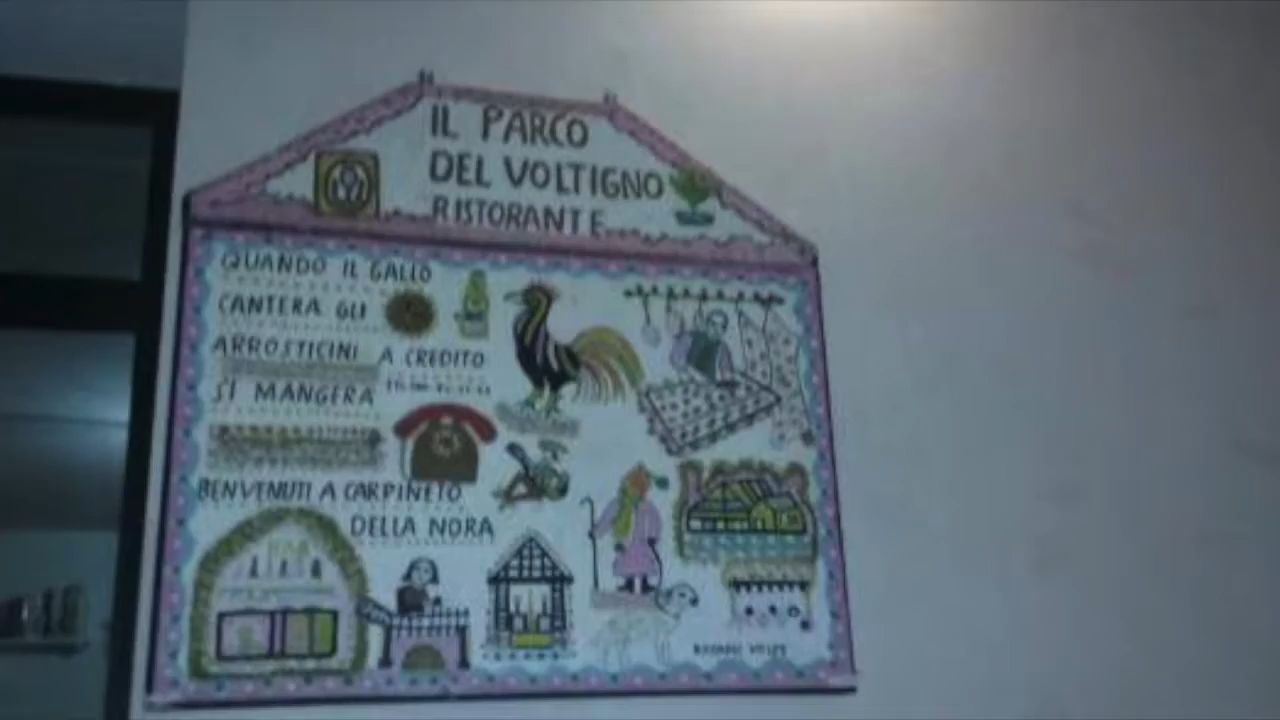 IL PARCO
DEL VOLTIGNO
RISTORANTE
QUANDO IL GALLO
CANTERA GLI
ARROSTICINI A CREDITO
SI MANGERA
BENVENUTI A CARPINETO
DELLA NORA